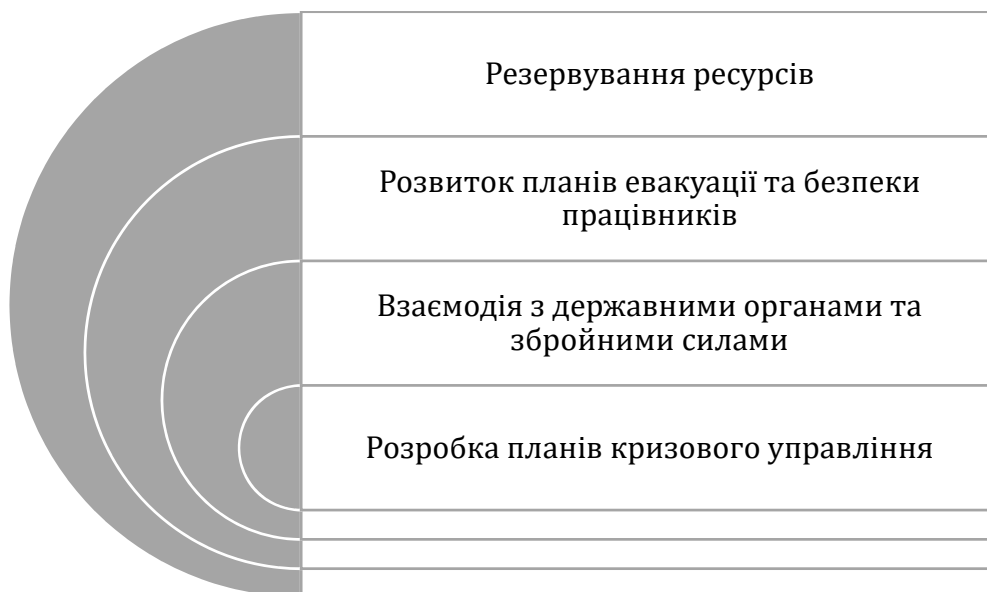 Резервування ресурсів
Розвиток планів евакуації та безпеки
працівників
Взаємодія з державними органами та
збройними силами
Розробка планів кризового управління